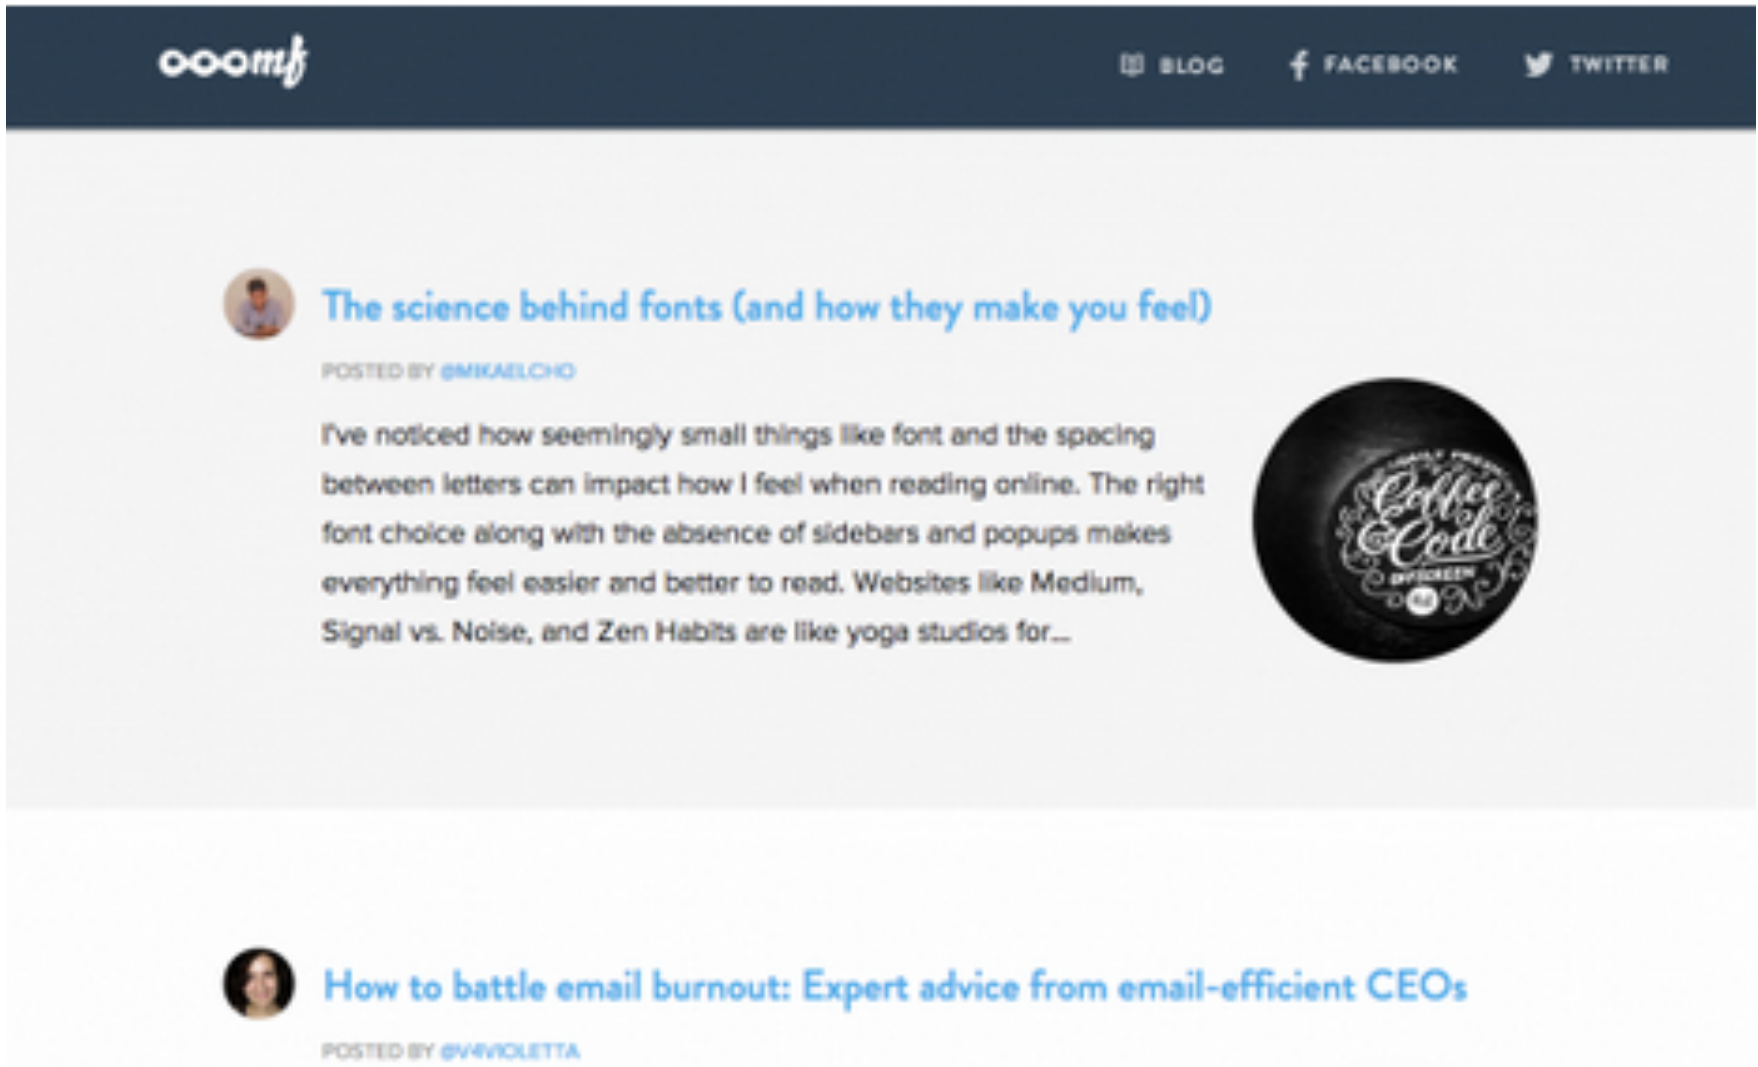 ooomf
BLOG FACEBOOK TWITTER
The science behind fonts (and how they make you feel)
POSTED BY @MIKAELCHO
I've noticed how seemingly small things like font and the spacing
between letters can impact how I feel when reading online. The right
font choice along with the absence of sidebars and popups makes
everything feel easier and better to read. Websites like Medium,
Signal vs. Noise, and Zen Habits are like yoga studios for...
Coffee
& Code
OFFSCREEN
How to battle email burnout: Expert advice from email-efficient CEOs
POSTED BY @V4VIOLETTA